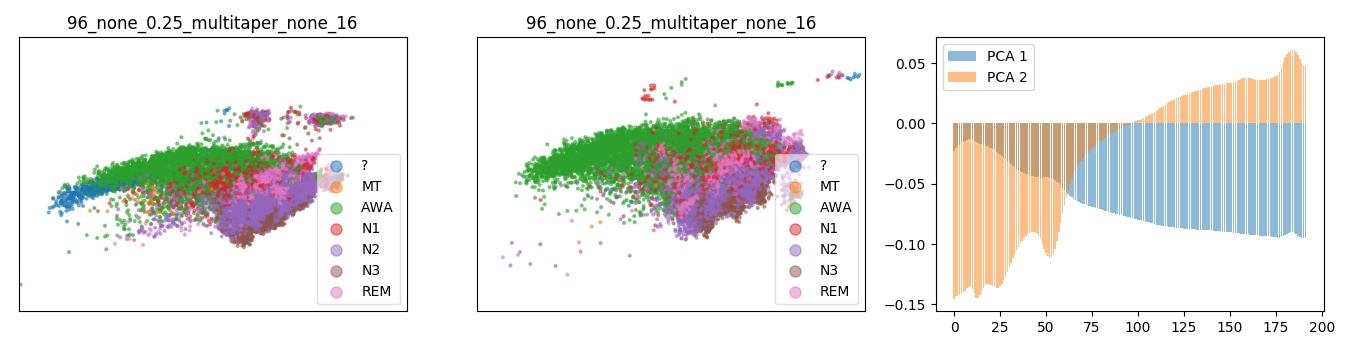 96_none_0.25_multitaper_none_16
?
MT
AWA
N1
N2
N3
REM
96_none_0.25_multitaper_none_16
?
MT
AWA
N1
N2
N3
REM
PCA 1
PCA 2
0.05
0.00
−0.05
−0.10
−0.15
0 25 50 75 100 125 150 175 200